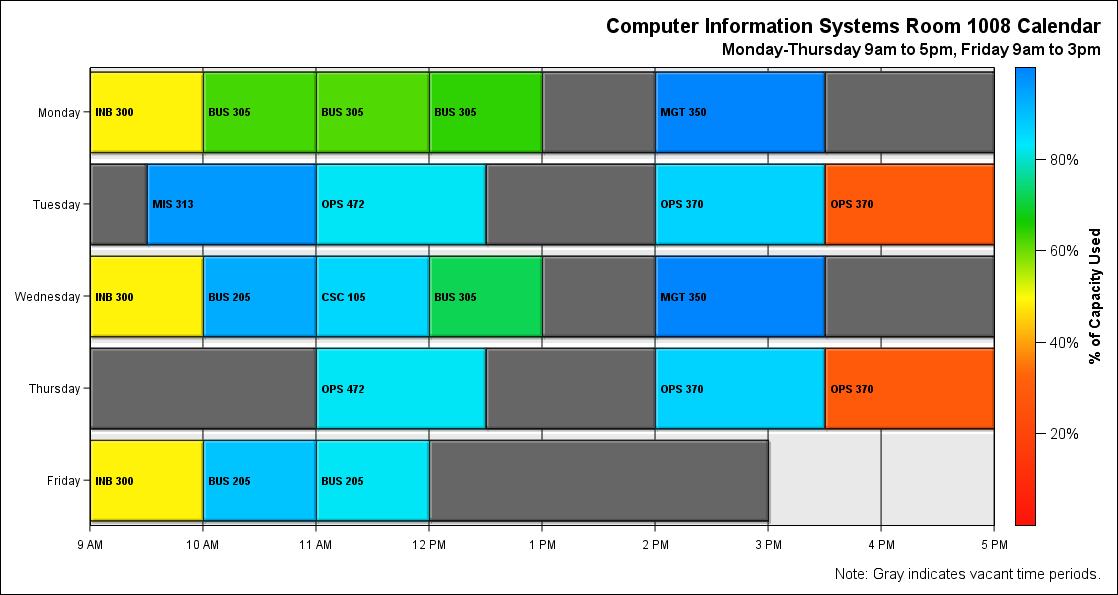 Computer Information Systems Room 1008 Calendar
Monday-Thursday 9am to 5pm, Friday 9am to 3pm
Monday
INB 300
BUS 305
BUS 305
BUS 305
MGT 350
Tuesday
MIS 313
OPS 472
OPS 370
OPS 370
Wednesday
INB 300
BUS 205
CSC 105
BUS 305
MGT 350
Thursday
OPS 472
OPS 370
OPS 370
Friday
INB 300
BUS 205
BUS 205
9 AM
10 AM
11 AM
12 PM
1 PM
2 PM
3 PM
4 PM
5 PM
80%
60%
40%
20%
% of Capacity Used
Note: Gray indicates vacant time periods.